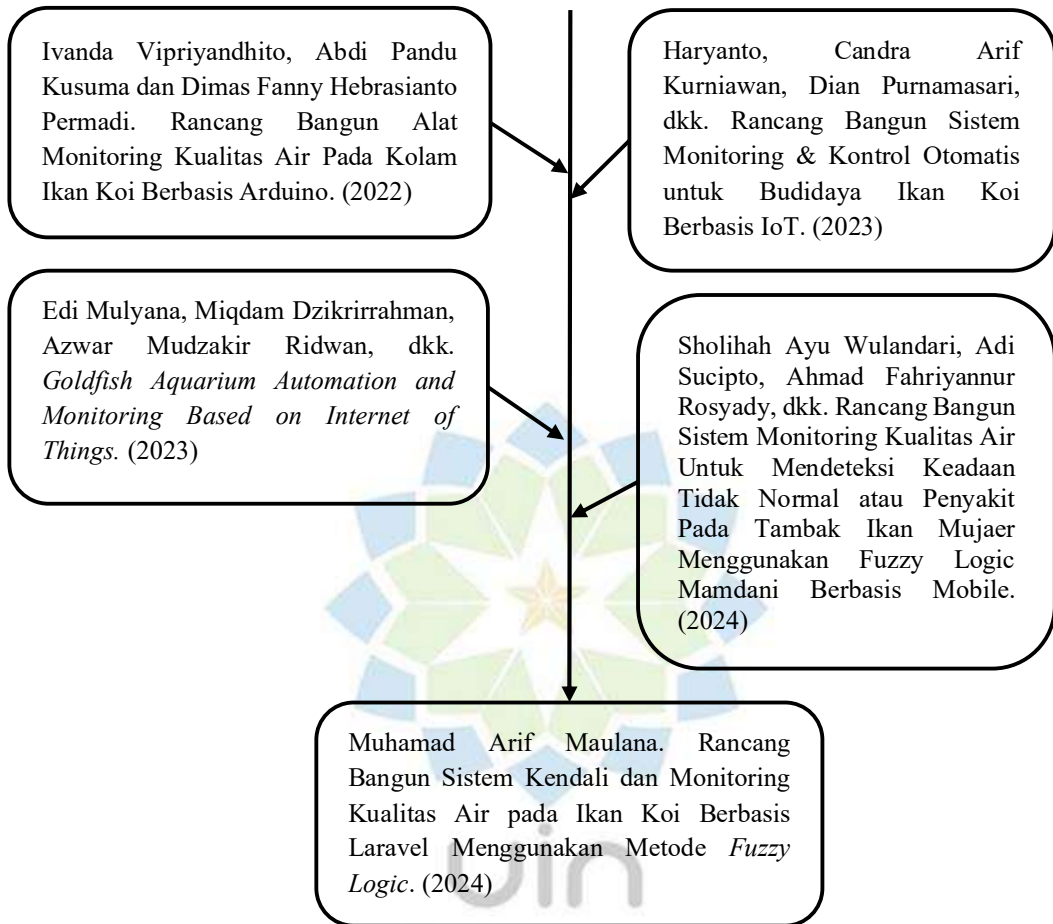 Ivanda Vipriyandhito, Abdi Pandu
Kusuma dan Dimas Fanny Hebrasianto
Permadi. Rancang Bangun Alat
Monitoring Kualitas Air Pada Kolam
Ikan Koi Berbasis Arduino. (2022)
Haryanto, Candra Arif
Kurniawan, Dian Purnamasari,
dkk. Rancang Bangun Sistem
Monitoring & Kontrol Otomatis
untuk Budidaya Ikan Koi
Berbasis IoT. (2023)
Edi Mulyana, Miqdam Dzikrirrahman,
Azwar Mudzakir Ridwan, dkk.
Goldfish Aquarium Automation and
Monitoring Based on Internet of
Things. (2023)
Sholihah Ayu Wulandari, Adi
Sucipto, Ahmad Fahriyannur
Rosyady, dkk. Rancang Bangun
Sistem Monitoring Kualitas Air
Untuk Mendeteksi Keadaan
Tidak Normal atau Penyakit
Pada Tambak Ikan Mujaer
Menggunakan Fuzzy Logic
Mamdani Berbasis Mobile.
(2024)
Muhamad Arif Maulana. Rancang
Bangun Sistem Kendali dan Monitoring
Kualitas Air pada Ikan Koi Berbasis
Laravel Menggunakan Metode Fuzzy
Logic. (2024)
uin